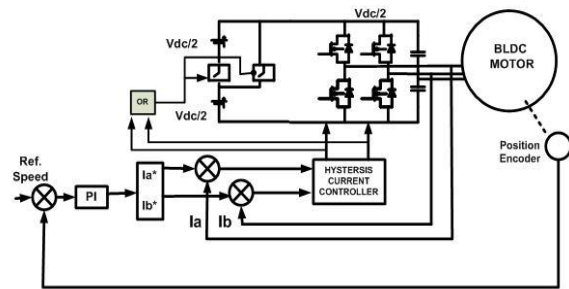 Vdc/2
Vdc/2
BLDC
MOTOR
OR
Vdc/2
Position
Encoder
Ref.
Speed
PI
Ia*
Ib*
HYSTERSIS
CURRENT
CONTROLLER
Ia
Ib